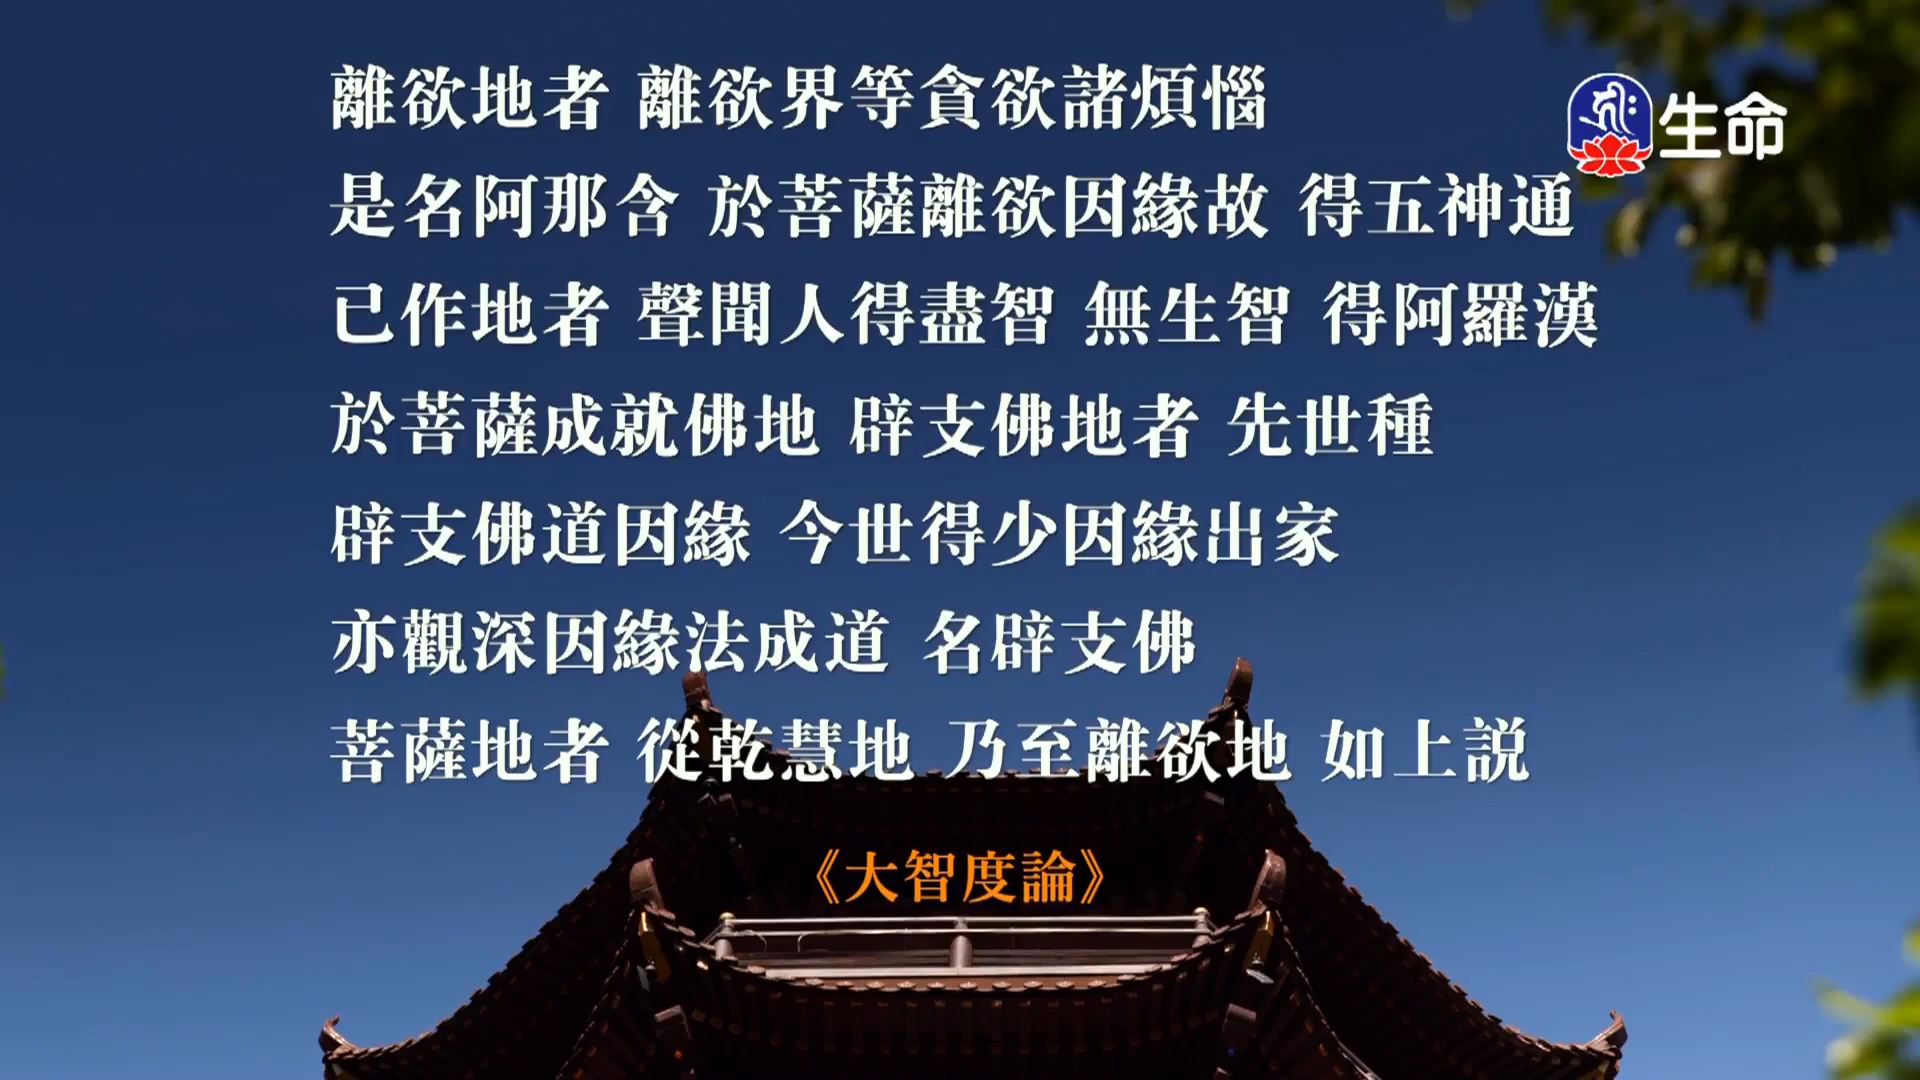 離欲地者 離欲界等貪欲諸煩惱
生命
是名阿那含 於菩薩離欲因緣故 得五神通
已作地者 聲聞人得盡智 無生智 得阿羅漢
於菩薩成就佛地 辟支佛地者 先世種
辟支佛道因緣 今世得少因緣出家
亦觀深因緣法成道 名辟支佛
菩薩地者 從乾慧地 乃至離欲地 如上説
《大智度論》